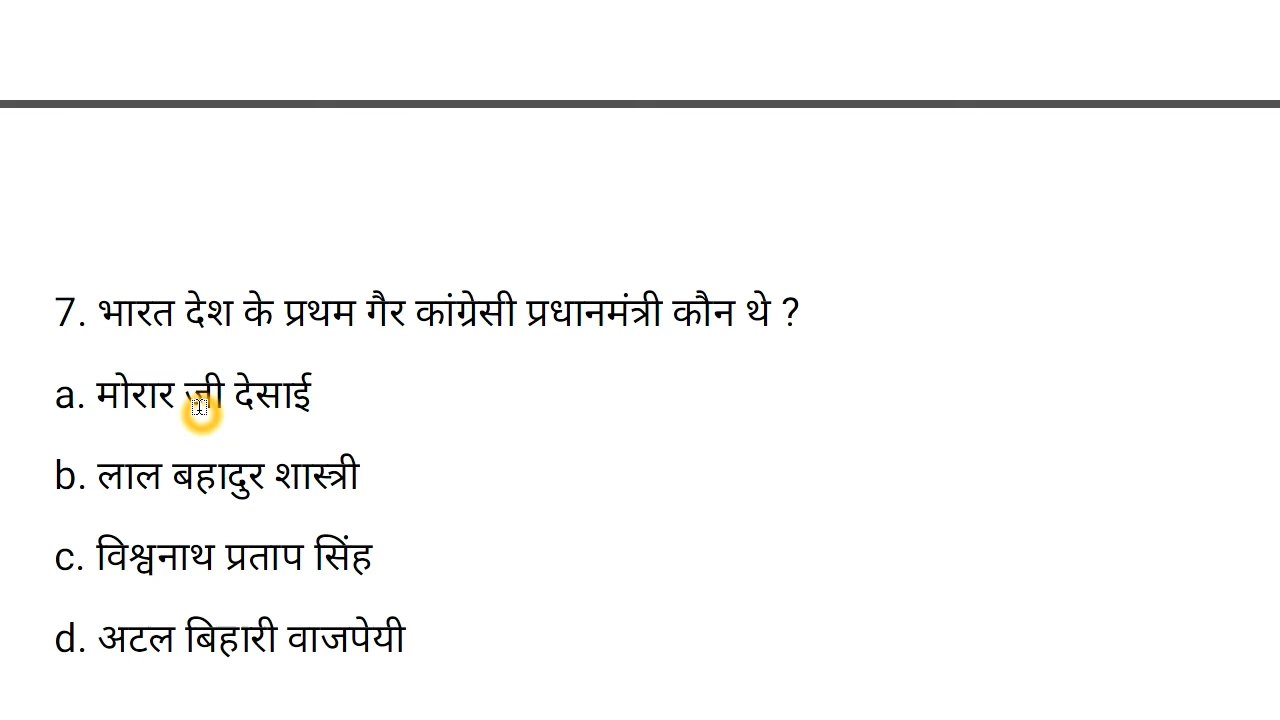 7. भारत देश के प्रथम गैर कांग्रेसी प्रधानमंत्री कौन थे ?
a. मोरार जी देसाई
b. लाल बहादुर शास्त्री
c. विश्वनाथ प्रताप सिंह
d. अटल बिहारी वाजपेयी